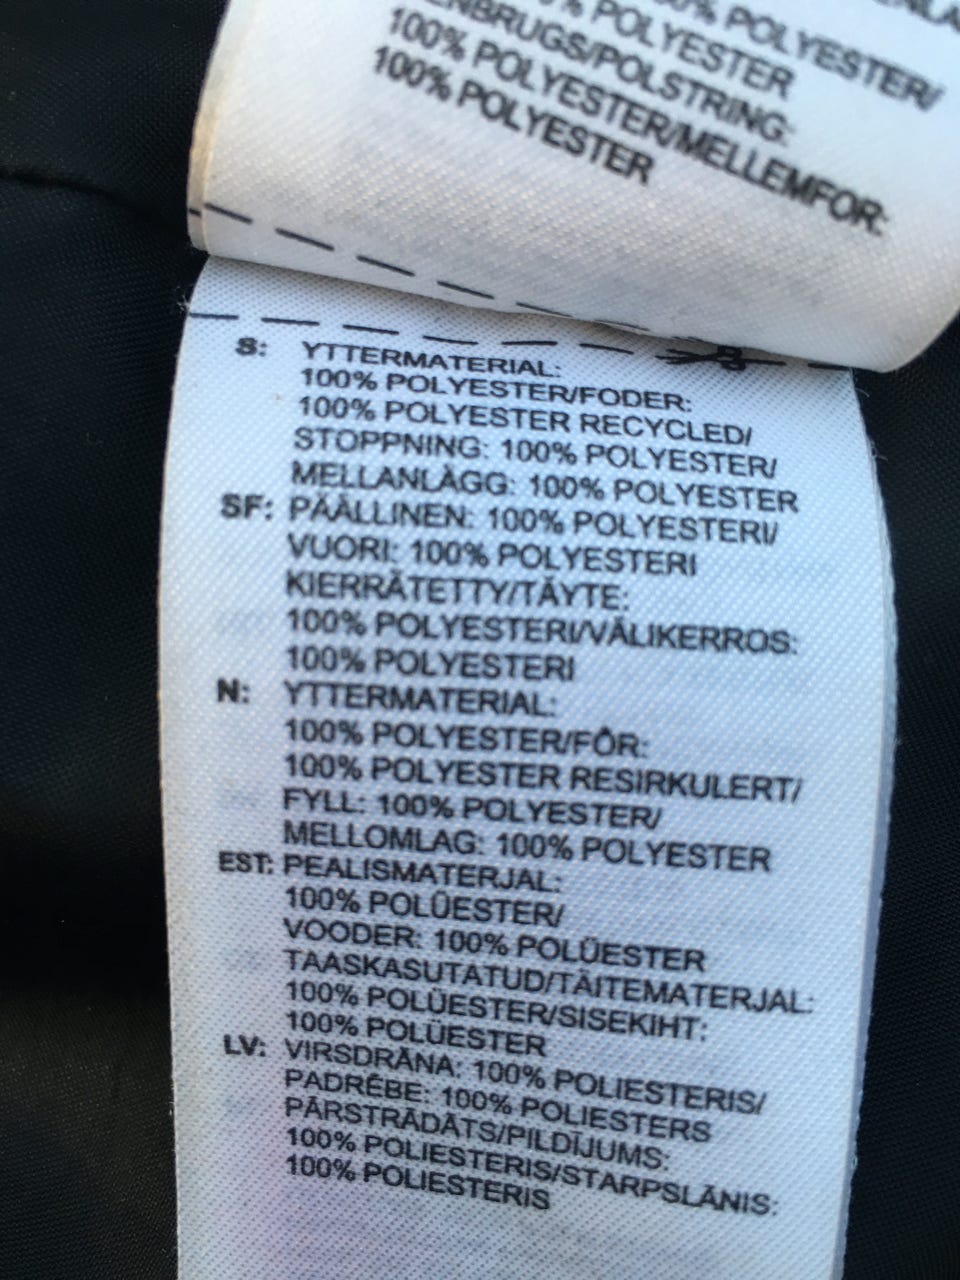 POLYESTER/
100% POLYESTER
100% POLYESTER/MELLEMFOR:
100% POLYESTER
S: YTTERMATERIAL:
100% POLYESTER/FODER:
100% POLYESTER RECYCLED/
STOPPNING: 100% POLYESTER/
MELLANLÄGG: 100% POLYESTER
SF: PÄÄLLINEN: 100% POLYESTERI/
VUORI: 100% POLYESTERI
KIERRÄTETTY/TÄYTE:
100% POLYESTERI/VÄLIKERROS:
100% POLYESTERI
N: YTTERMATERIAL:
100% POLYESTER/FÔR:
100% POLYESTER RESIRKULERT/
FYLL: 100% POLYESTER/
MELLOMLAG: 100% POLYESTER
EST: PEALISMATERJAL:
100% POLÜESTER/
VOODER: 100% POLÜESTER
TAASKASUTATUD/TÄITEMATERJAL:
100% POLÜESTER/SISEKIHT:
100% POLÜESTER
LV: VIRSDRĀNA: 100% POLIESTERIS/
PADRĒBE: 100% POLIESTERS
PĀRSTRĀDĀTS/PILDĪJUMS:
100% POLIESTERIS/STARPSLĀNIS:
100% POLIESTERIS